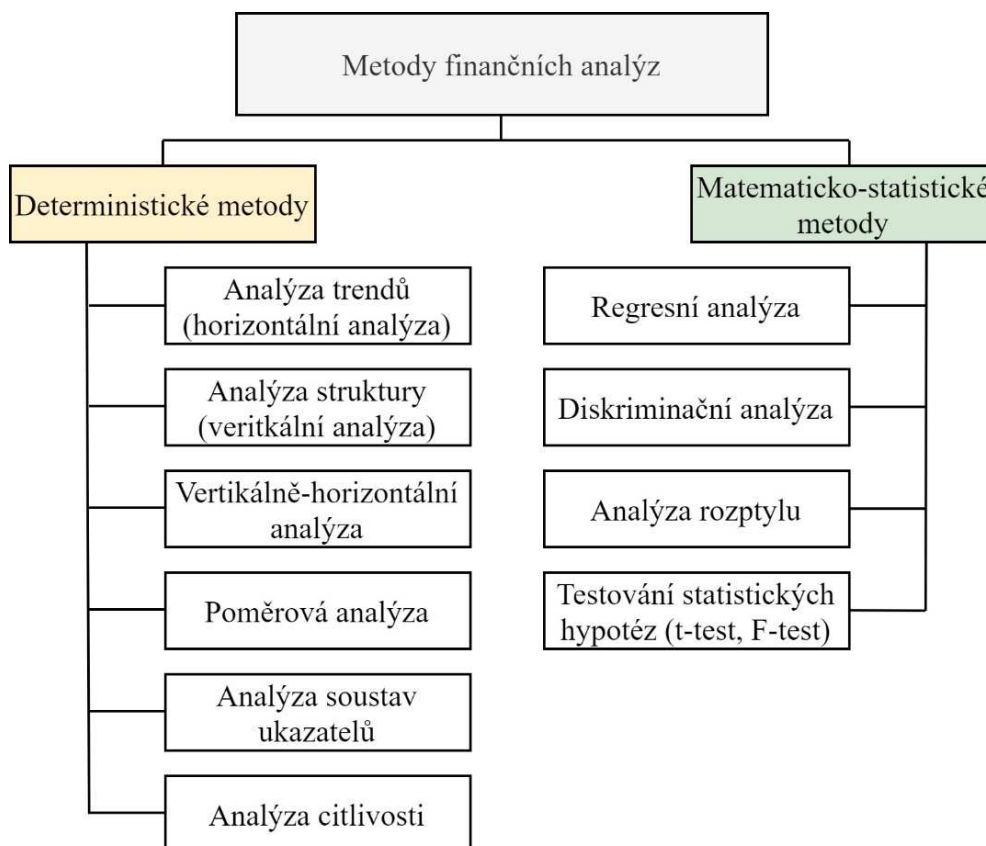 Metody finančních analýz
Deterministické metody
Analýza trendů
(horizontální analýza)
Analýza struktury
(veritkální analýza)
Vertikálně-horizontální
analýza
Poměrová analýza
Analýza soustav
ukazatelů
Analýza citlivosti
Matematicko-statistické
metody
Regresní analýza
Diskriminační analýza
Analýza rozptylu
Testování statistických
hypotéz (t-test, F-test)